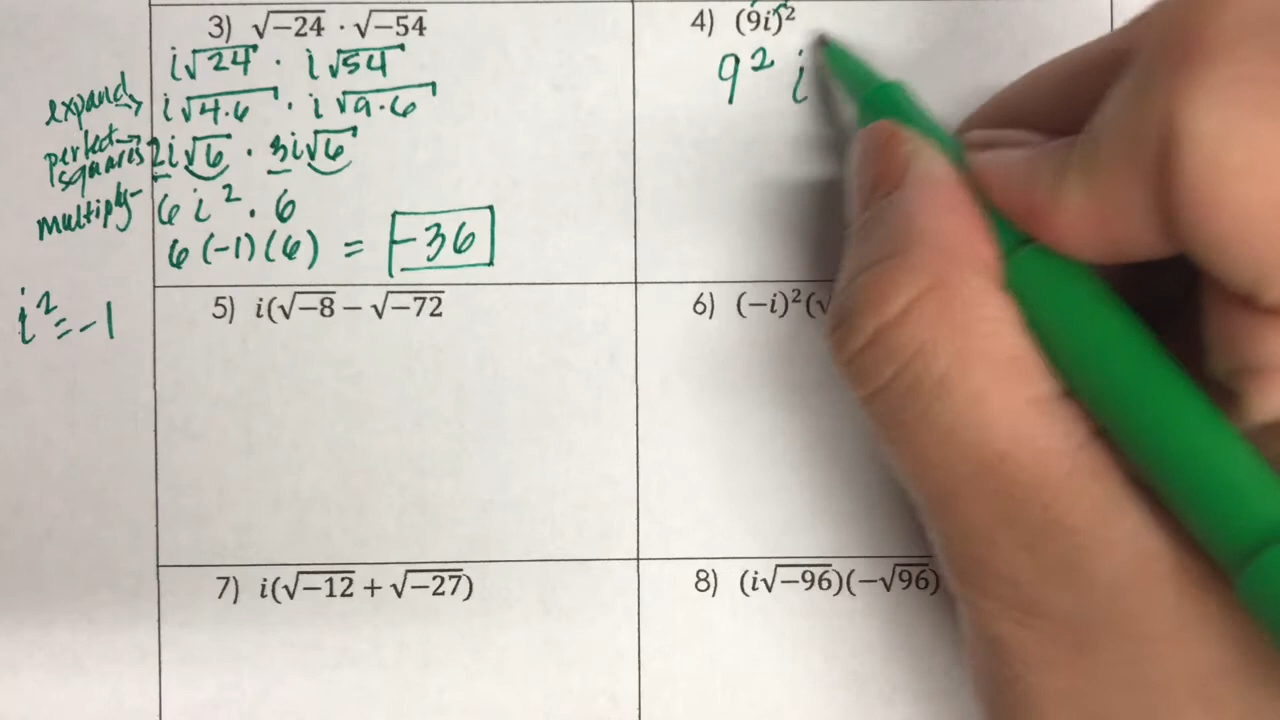 3) √−24 · √−54
i√24 · i√54
expand → i√4·6 · i√9·6
perfect squares → 2i√6 · 3i√6
multiply - 6i² · 6
6(-1)(6) = -36
i² = -1
4) (9i)²
9² i
5) i(√−8 − √−72
6) (−i)²(√
7) i(√−12 + √−27)
8) (i√−96)(−√96)